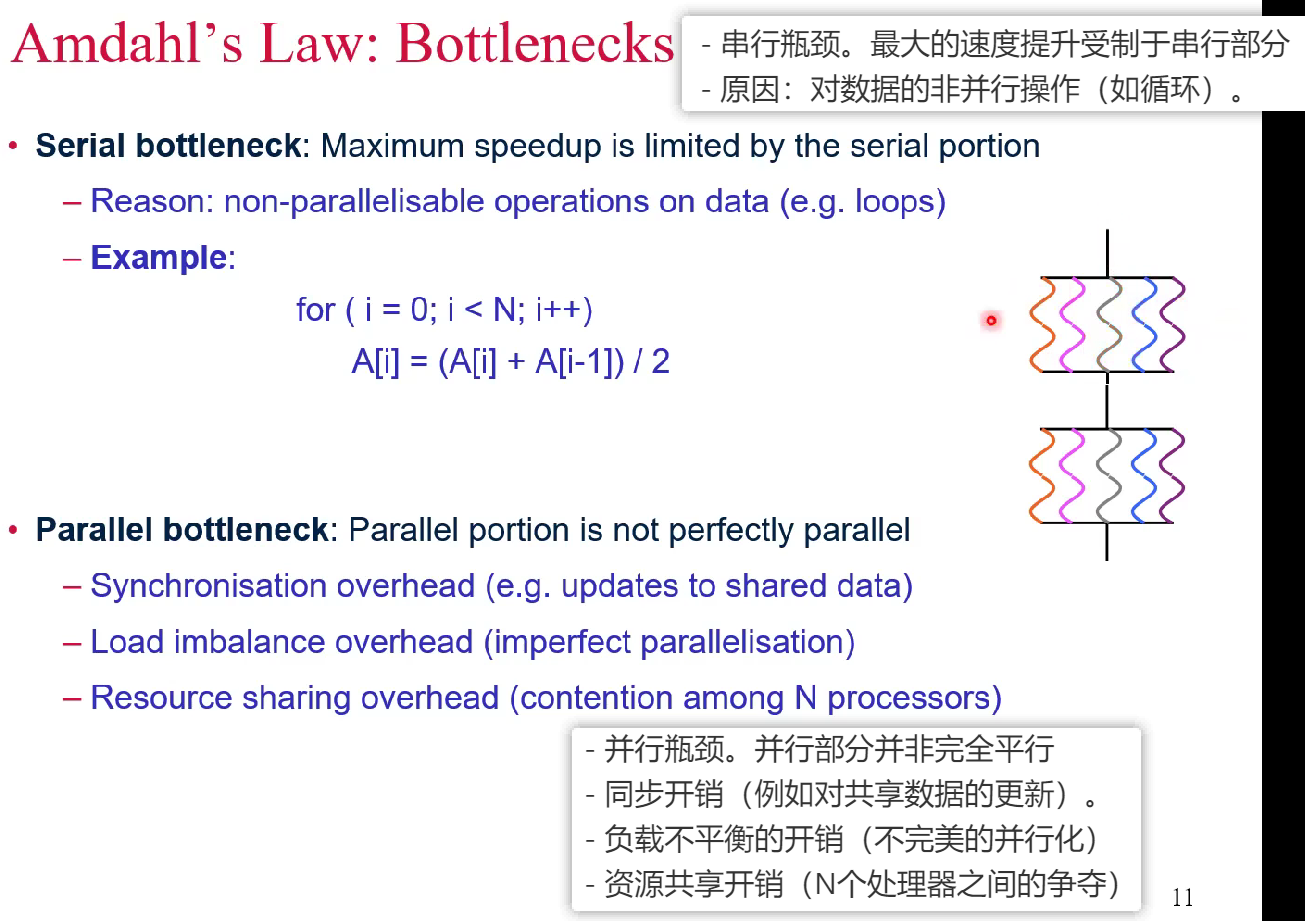 Amdahl’s Law: Bottlenecks
- 串行瓶颈。最大的速度提升受制于串行部分
- 原因：对数据的非并行操作（如循环）。
• Serial bottleneck: Maximum speedup is limited by the serial portion
– Reason: non-parallelisable operations on data (e.g. loops)
– Example:
for ( i = 0; i < N; i++)
A[i] = (A[i] + A[i-1]) / 2
• Parallel bottleneck: Parallel portion is not perfectly parallel
– Synchronisation overhead (e.g. updates to shared data)
– Load imbalance overhead (imperfect parallelisation)
– Resource sharing overhead (contention among N processors)
- 并行瓶颈。并行部分并非完全平行
- 同步开销（例如对共享数据的更新）。
- 负载不平衡的开销（不完美的并行化）
- 资源共享开销（N个处理器之间的争夺）
11